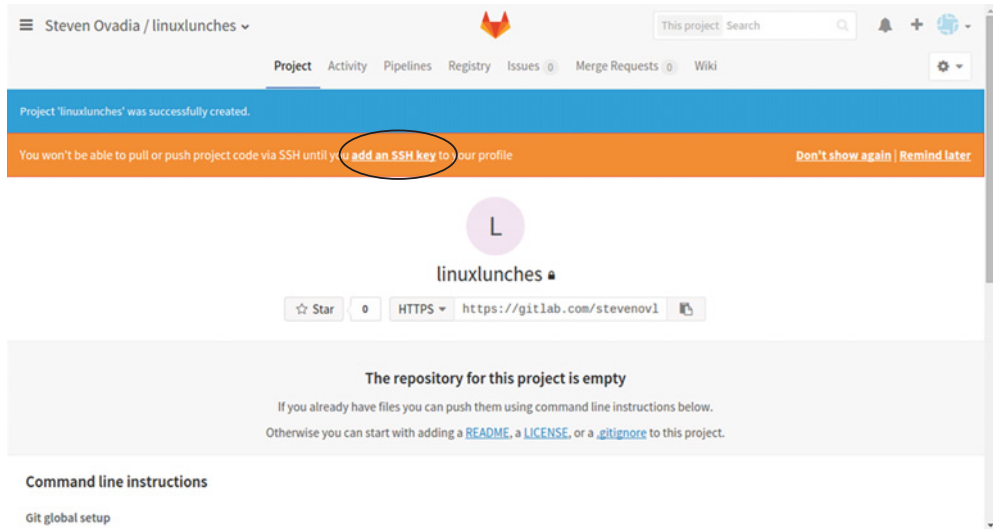 Steven Ovadia / linuxlunches
This project Search
Project Activity Pipelines Registry Issues 0 Merge Requests 0 Wiki
Project 'linuxlunches' was successfully created.
You won't be able to pull or push project code via SSH until you add an SSH key to your profile
Don't show again | Remind later
L
linuxlunches
Star 0 HTTPS https://gitlab.com/stevenovl
The repository for this project is empty
If you already have files you can push them using command line instructions below.
Otherwise you can start with adding a README, a LICENSE, or a .gitignore to this project.
Command line instructions
Git global setup